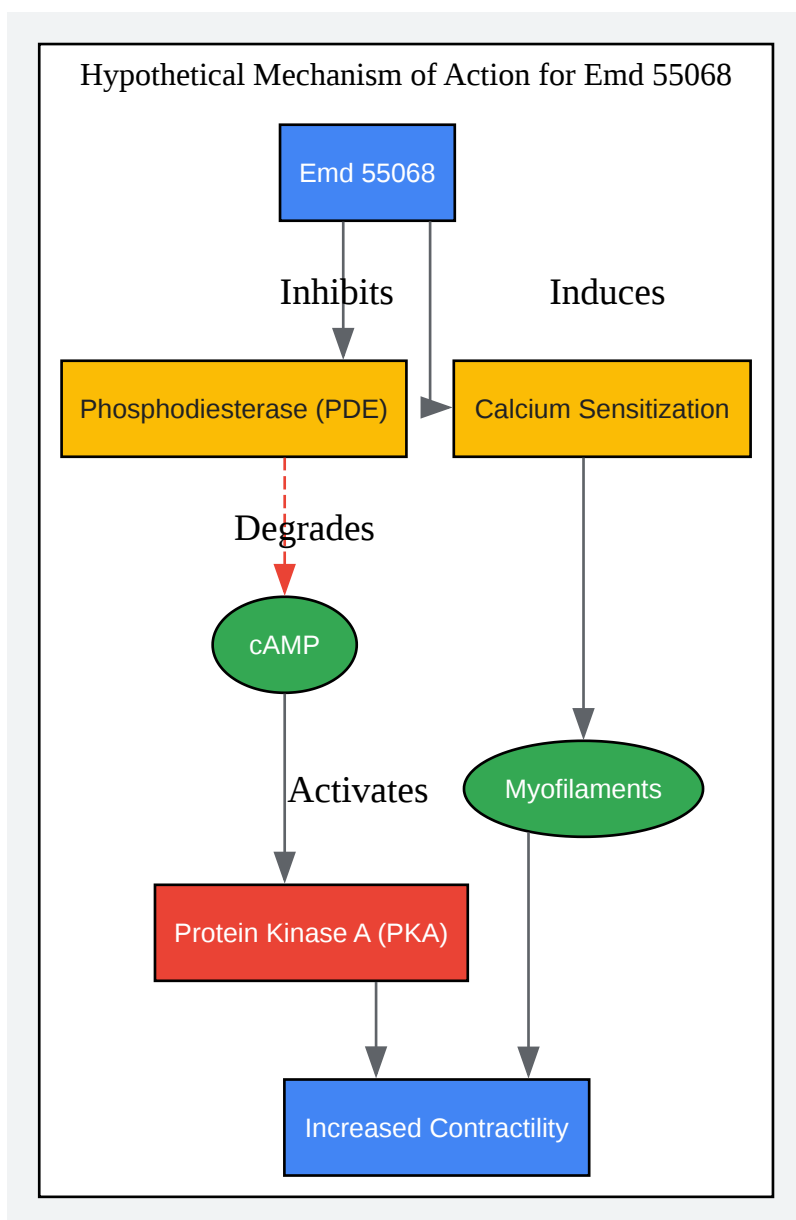 Hypothetical Mechanism of Action for Emd 55068
Emd 55068
Inhibits
Induces
Phosphodiesterase (PDE)
Calcium Sensitization
Degrades
cAMP
Activates
Myofilaments
Protein Kinase A (PKA)
Increased Contractility